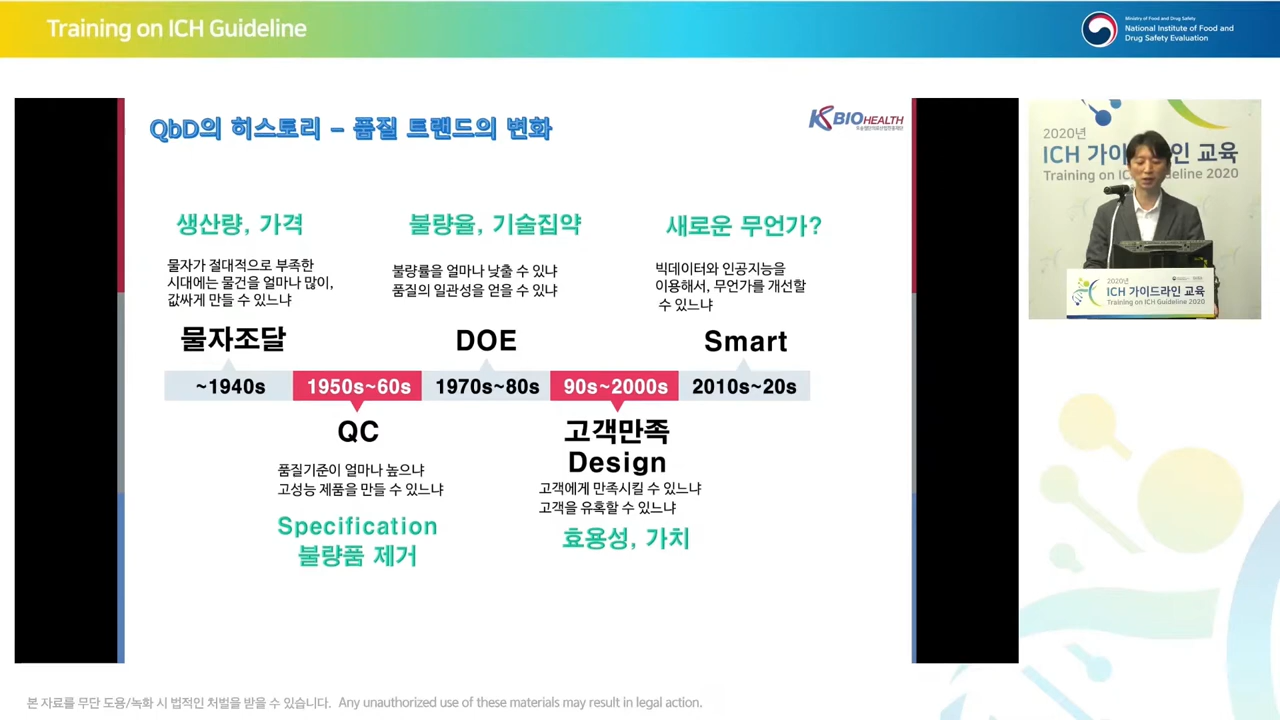 Training on ICH Guideline
Ministry of Food and Drug Safety
National Institute of Food and
Drug Safety Evaluation
QbD의 히스토리 – 품질 트랜드의 변화
KBIOHEALTH
오송첨단의료산업진흥재단
생산량, 가격
물자가 절대적으로 부족한
시대에는 물건을 얼마나 많이,
값싸게 만들 수 있느냐
물자조달
불량율, 기술집약
불량률을 얼마나 낮출 수 있냐
품질의 일관성을 얻을 수 있냐
DOE
새로운 무언가?
빅데이터와 인공지능을
이용해서, 무언가를 개선할
수 있느냐
Smart
~1940s
1950s~60s
1970s~80s
90s~2000s
2010s~20s
QC
품질기준이 얼마나 높으냐
고성능 제품을 만들 수 있느냐
Specification
불량품 제거
고객만족
Design
고객에게 만족시킬 수 있느냐
고객을 유혹할 수 있느냐
효용성, 가치
2020년
ICH 가이드라인 교육
Training on ICH Guideline 2020
2020년
ICH 가이드라인 교육
Training on ICH Guideline 2020
본 자료를 무단 도용/녹화 시 법적인 처벌을 받을 수 있습니다. Any unauthorized use of these materials may result in legal action.